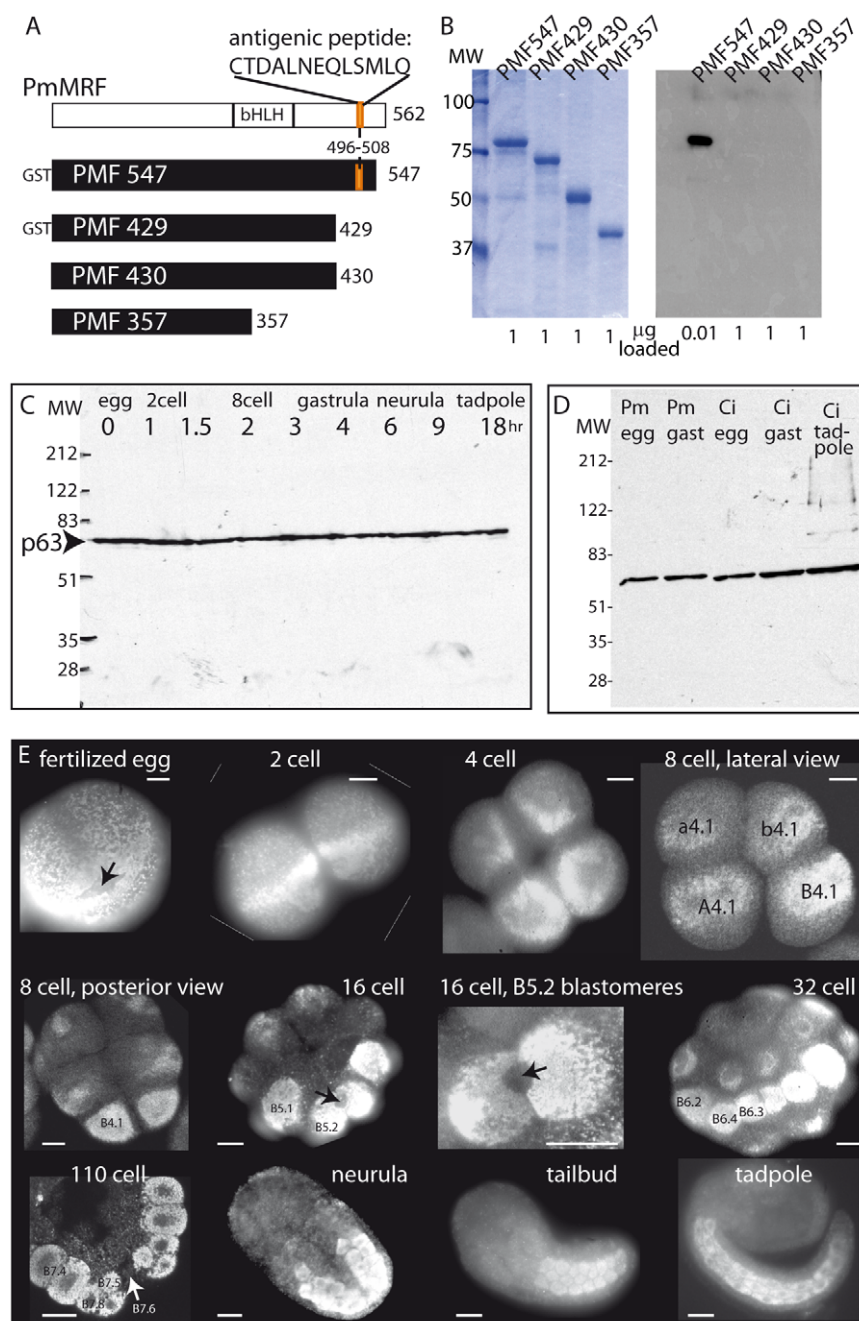 A
antigenic peptide:
CTDALNEQLSMLQ
PmMRF
bHLH
562
496-508
GST PMF 547 547
GST PMF 429 429
PMF 430 430
PMF 357 357
B
MW PMF547 PMF429 PMF430 PMF357
100
75
50
37
1 1 1 1
PMF547 PMF429 PMF430 PMF357
µg loaded
0.01 1 1 1
C
MW
egg 2cell 8cell gastrula neurula tadpole
0 1 1.5 2 3 4 6 9 18hr
212
122
83
p63
51
35
28
D
MW
Pm egg
Pm gast
Ci egg
Ci gast
Ci tad-pole
212-
122-
83-
51-
35-
28-
E
fertilized egg
2 cell
4 cell
8 cell, lateral view
a4.1 b4.1
A4.1 B4.1
8 cell, posterior view
B4.1
16 cell
B5.1
B5.2
16 cell, B5.2 blastomeres
32 cell
B6.2
B6.4
B6.3
110 cell
B7.4
B7.5
B7.8
B7.6
neurula
tailbud
tadpole